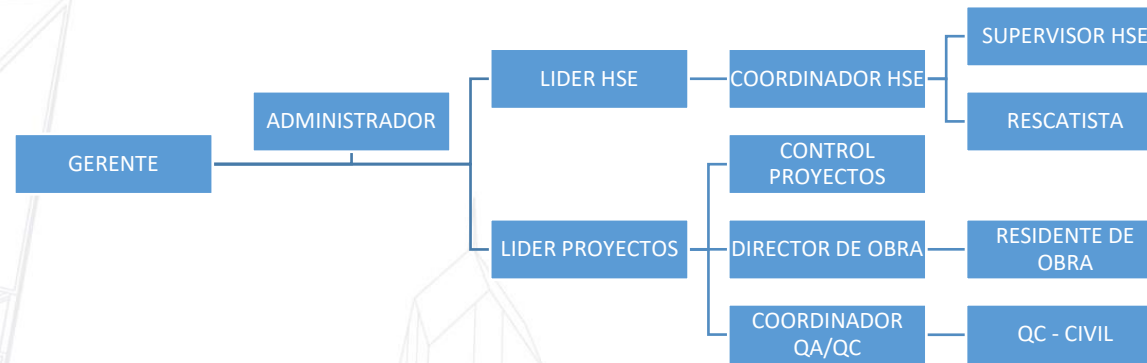 SUPERVISOR HSE
LIDER HSE
COORDINADOR HSE
ADMINISTRADOR
RESCATISTA
GERENTE
CONTROL
PROYECTOS
LIDER PROYECTOS
DIRECTOR DE OBRA
RESIDENTE DE
OBRA
COORDINADOR
QA/QC
QC - CIVIL